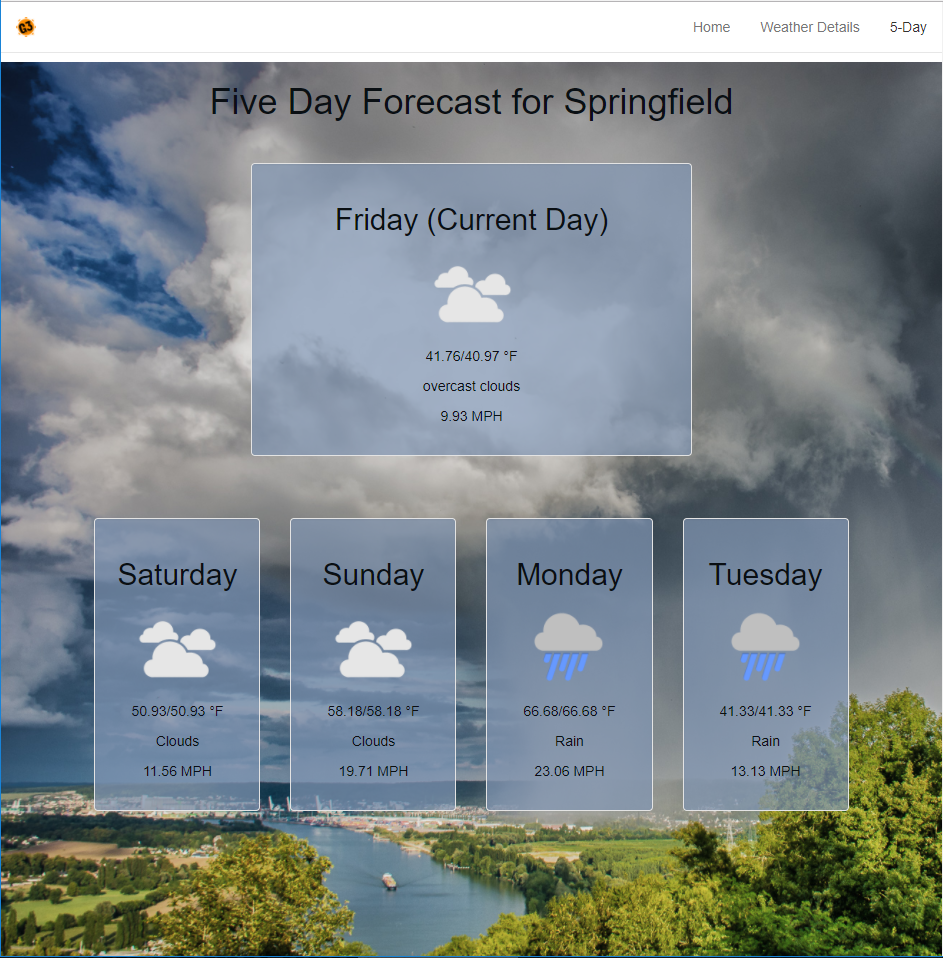 G3
Home Weather Details 5-Day
Five Day Forecast for Springfield
Friday (Current Day)
41.76/40.97 °F
overcast clouds
9.93 MPH
Saturday
50.93/50.93 °F
Clouds
11.56 MPH
Sunday
58.18/58.18 °F
Clouds
19.71 MPH
Monday
66.68/66.68 °F
Rain
23.06 MPH
Tuesday
41.33/41.33 °F
Rain
13.13 MPH